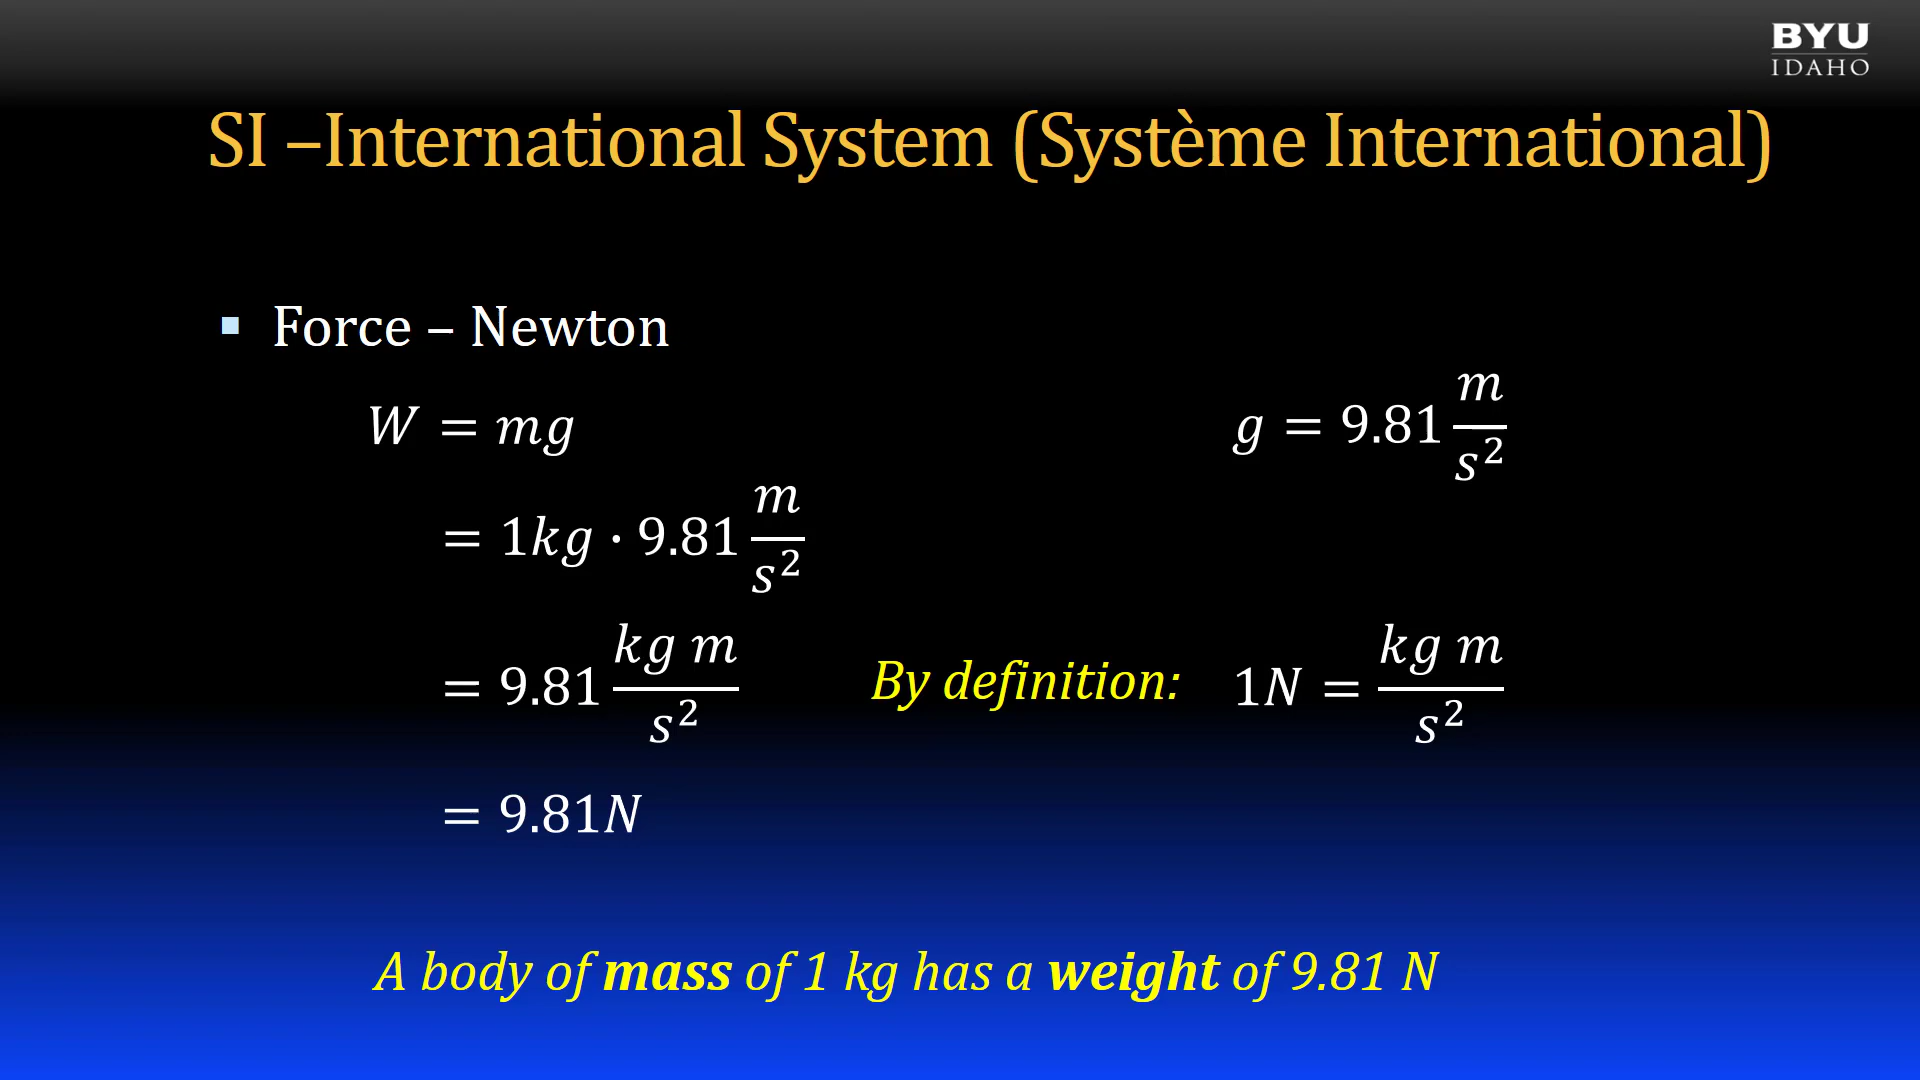 BYU
IDAHO
SI –International System (Système International)
▪ Force – Newton
W = mg
g = 9.81 m/s²
= 1kg · 9.81 m/s²
= 9.81 kg m/s²
By definition: 1N = kg m/s²
= 9.81N
A body of mass of 1 kg has a weight of 9.81 N